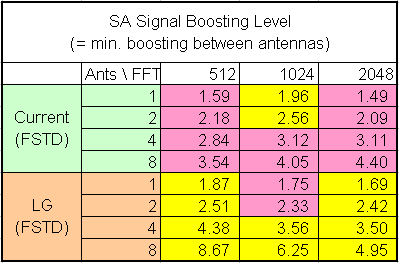 SA Signal Boosting Level
(= min. boosting between antennas)
Ants \ FFT 512 1024 2048
Current (FSTD)
1 1.59 1.96 1.49
2 2.18 2.56 2.09
4 2.84 3.12 3.11
8 3.54 4.05 4.40
LG (FSTD)
1 1.87 1.75 1.69
2 2.51 2.33 2.42
4 4.38 3.56 3.50
8 8.67 6.25 4.95